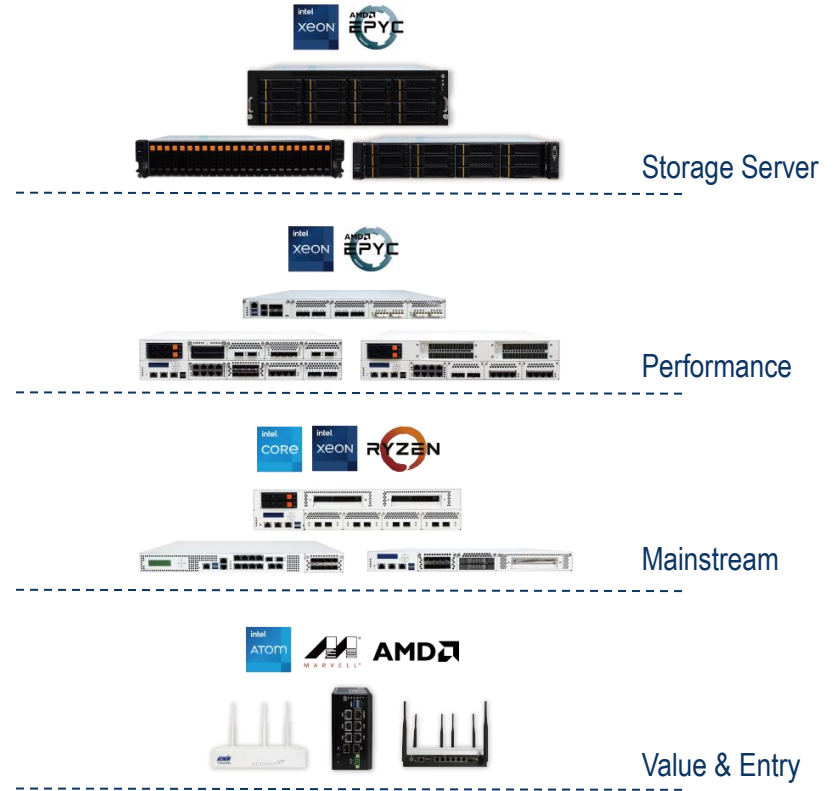 intel
XEON
AMD
EPYC
Storage Server
intel
XEON
AMD
EPYC
Performance
intel
CORE
intel
XEON
RYZEN
Mainstream
intel
ATOM
MARVELL®
AMD
Value & Entry